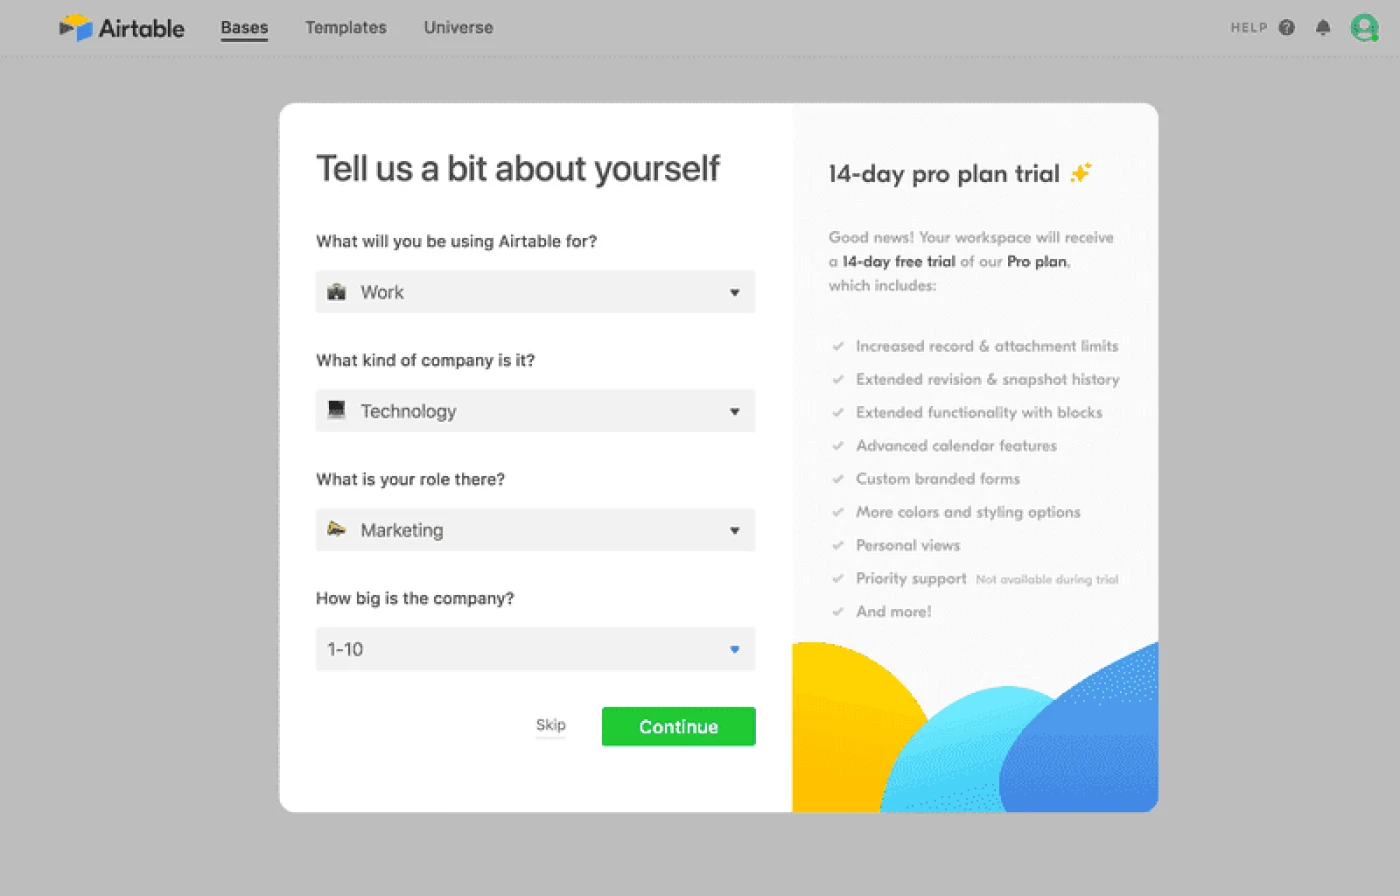 Airtable
Bases
Templates
Universe
HELP
Tell us a bit about yourself
What will you be using Airtable for?
Work
What kind of company is it?
Technology
What is your role there?
Marketing
How big is the company?
1-10
Skip
Continue
14-day pro plan trial
Good news! Your workspace will receive
a 14-day free trial of our Pro plan,
which includes:
Increased record & attachment limits
Extended revision & snapshot history
Extended functionality with blocks
Advanced calendar features
Custom branded forms
More colors and styling options
Personal views
Priority support Not available during trial
And more!